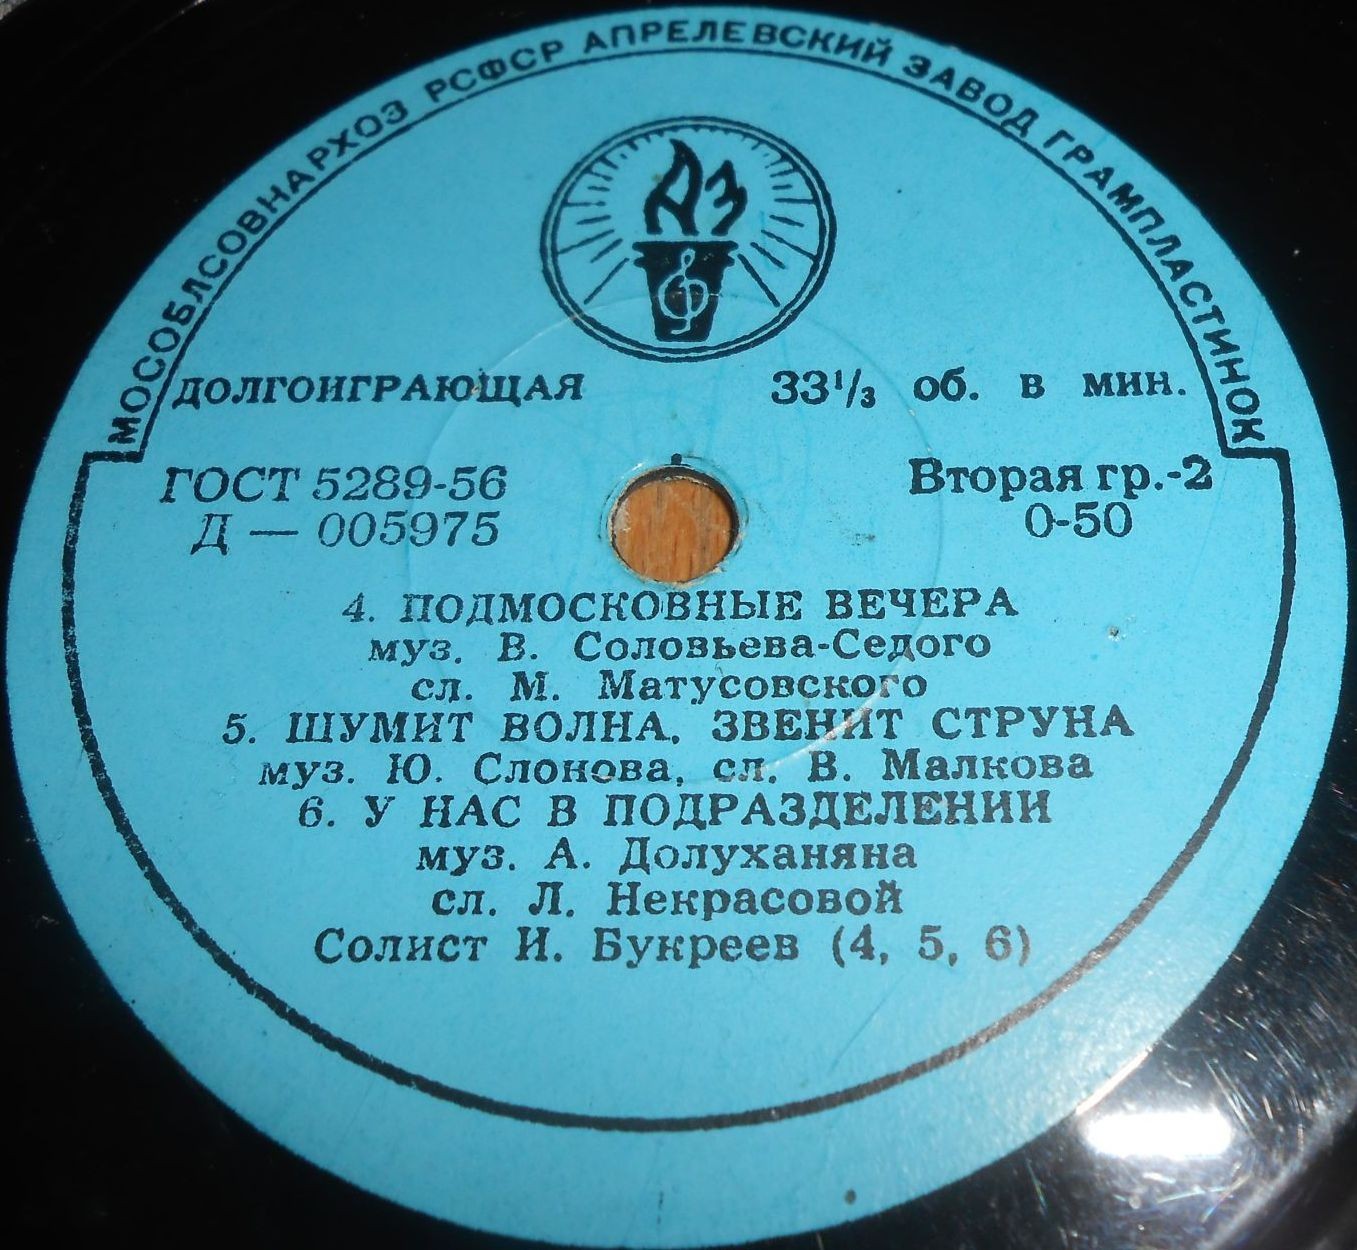 МОСОБЛСОВНАРХОЗ РСФСР АПРЕЛЕВСКИЙ ЗАВОД ГРАМПЛАСТИНОК
АЗ
ДОЛГОИГРАЮЩАЯ 33⅓ об. в мин.
ГОСТ 5289-56 Вторая гр.-2
Д — 005975 0-50
4. ПОДМОСКОВНЫЕ ВЕЧЕРА
муз. В. Соловьева-Седого
сл. М. Матусовского
5. ШУМИТ ВОЛНА, ЗВЕНИТ СТРУНА
муз. Ю. Слонова, сл. В. Малкова
6. У НАС В ПОДРАЗДЕЛЕНИИ
муз. А. Долуханяна
сл. Л. Некрасовой
Солист И. Букреев (4, 5, 6)